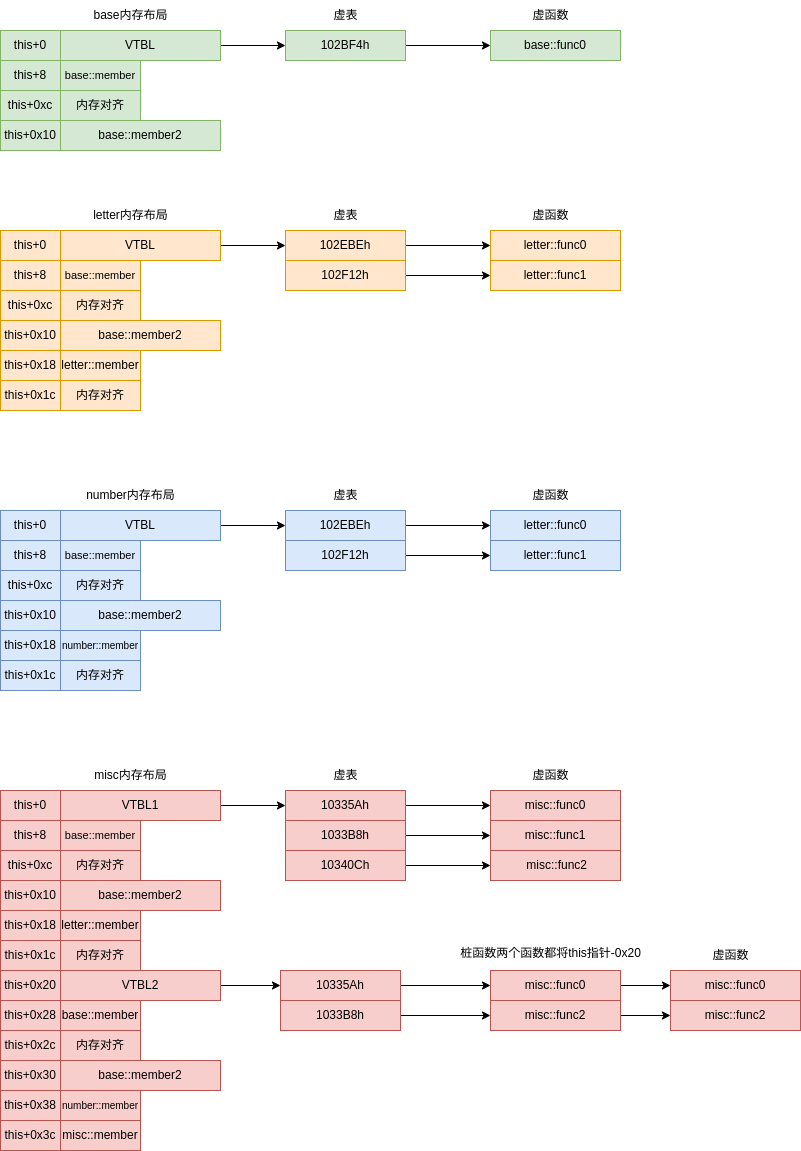 base内存布局 虚表 虚函数
this+0 VTBL 102BF4h base::func0
this+8 base::member
this+0xc 内存对齐
this+0x10 base::member2
letter内存布局 虚表 虚函数
this+0 VTBL 102EBEh letter::func0
this+8 base::member 102F12h letter::func1
this+0xc 内存对齐
this+0x10 base::member2
this+0x18 letter::member
this+0x1c 内存对齐
number内存布局 虚表 虚函数
this+0 VTBL 102EBEh letter::func0
this+8 base::member 102F12h letter::func1
this+0xc 内存对齐
this+0x10 base::member2
this+0x18 number::member
this+0x1c 内存对齐
misc内存布局 虚表 虚函数
this+0 VTBL1 10335Ah misc::func0
this+8 base::member 1033B8h misc::func1
this+0xc 内存对齐 10340Ch misc::func2
this+0x10 base::member2
this+0x18 letter::member
this+0x1c 内存对齐 桩函数两个函数都将this指针-0x20 虚函数
this+0x20 VTBL2 10335Ah misc::func0 misc::func0
this+0x28 base::member 1033B8h misc::func2 misc::func2
this+0x2c 内存对齐
this+0x30 base::member2
this+0x38 number::member
this+0x3c misc::member